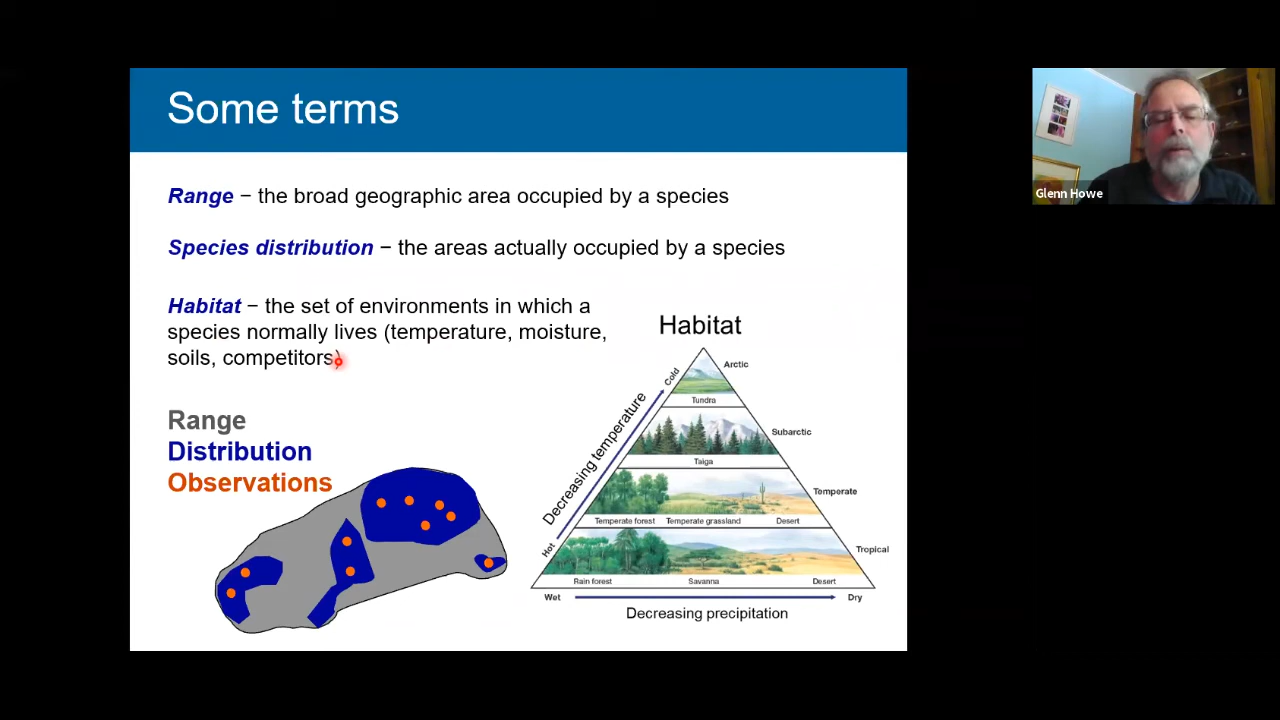 Some terms
Range − the broad geographic area occupied by a species
Species distribution − the areas actually occupied by a species
Habitat − the set of environments in which a
species normally lives (temperature, moisture,
soils, competitors)
Range
Distribution
Observations
Habitat
Cold
Arctic
Tundra
Decreasing temperature
Subarctic
Taiga
Temperate
Temperate forest Temperate grassland Desert
Hot
Tropical
Rain forest Savanna Desert
Wet Dry
Decreasing precipitation
Glenn Howe